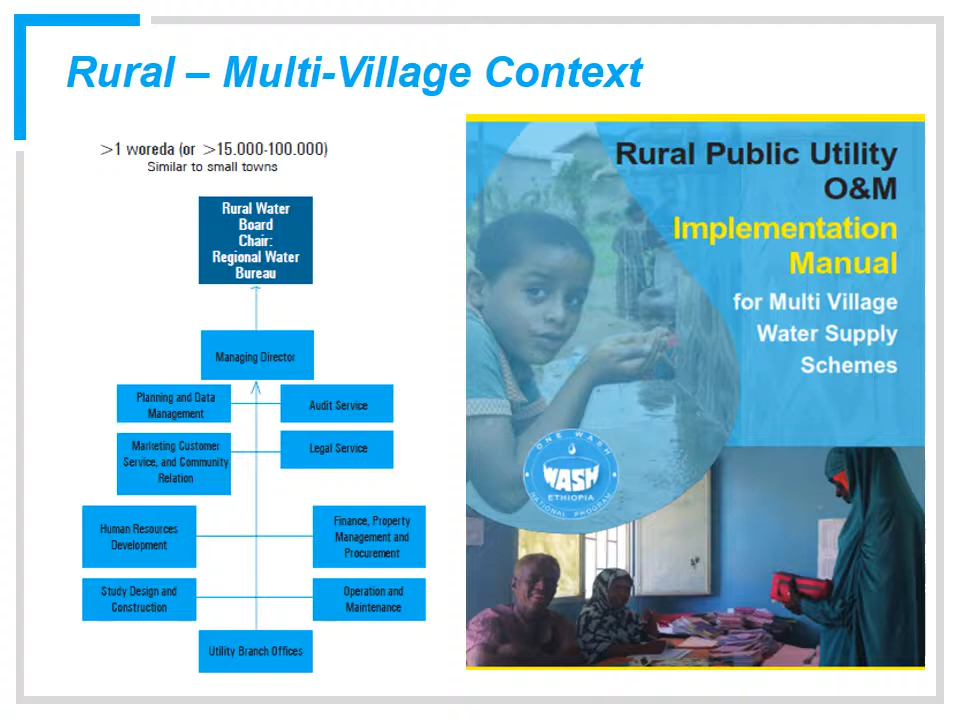 Rural – Multi-Village Context
>1 woreda (or >15.000-100.000)
Similar to small towns
Rural Water
Board
Chair:
Regional Water
Bureau
Managing Director
Planning and Data
Management
Audit Service
Marketing Customer
Service, and Community
Relation
Legal Service
Human Resources
Development
Finance, Property
Management and
Procurement
Study Design and
Construction
Operation and
Maintenance
Utility Branch Offices
Rural Public Utility
O&M
Implementation
Manual
for Multi Village
Water Supply
Schemes
ONE WASH
WASH
ETHIOPIA
NATIONAL PROGRAM